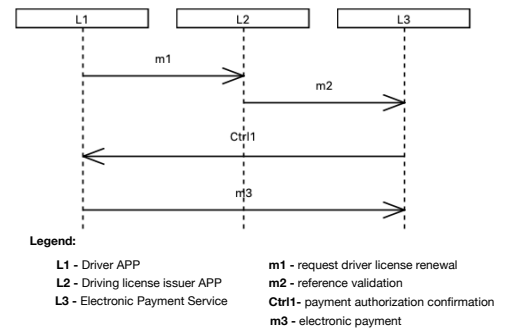 L1 L2 L3
m1
m2
Ctrl1
m3
Legend:
L1 - Driver APP
L2 - Driving license issuer APP
L3 - Electronic Payment Service
m1 - request driver license renewal
m2 - reference validation
Ctrl1- payment authorization confirmation
m3 - electronic payment